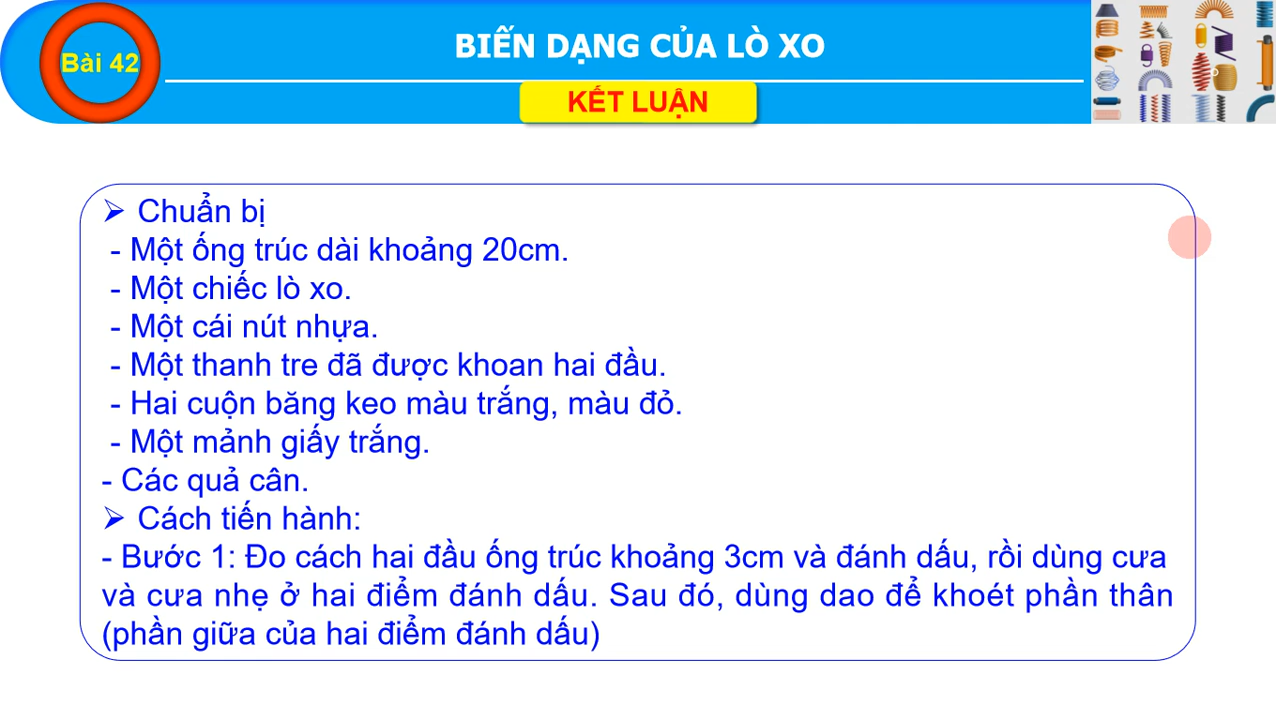 Bài 42
BIẾN DẠNG CỦA LÒ XO
KẾT LUẬN
➢ Chuẩn bị
- Một ống trúc dài khoảng 20cm.
- Một chiếc lò xo.
- Một cái nút nhựa.
- Một thanh tre đã được khoan hai đầu.
- Hai cuộn băng keo màu trắng, màu đỏ.
- Một mảnh giấy trắng.
- Các quả cân.
➢ Cách tiến hành:
- Bước 1: Đo cách hai đầu ống trúc khoảng 3cm và đánh dấu, rồi dùng cưa
và cưa nhẹ ở hai điểm đánh dấu. Sau đó, dùng dao để khoét phần thân
(phần giữa của hai điểm đánh dấu)